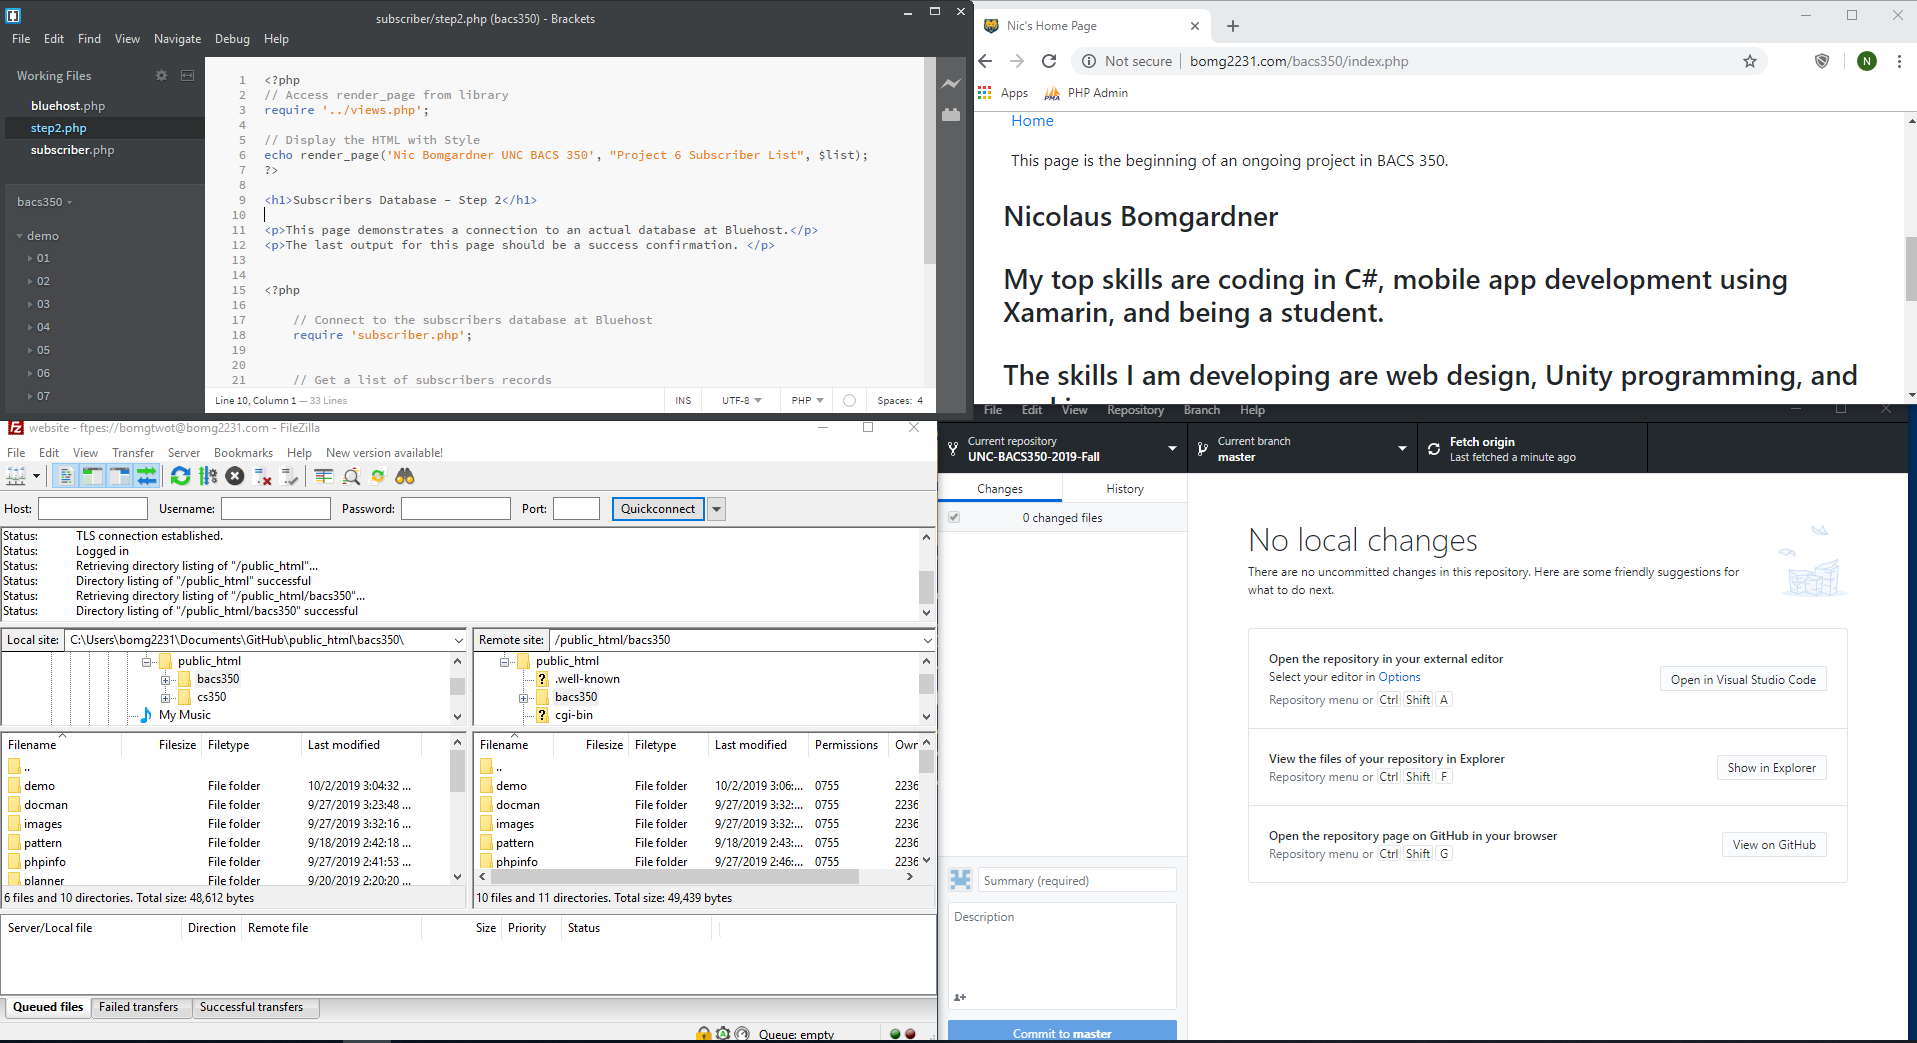 subscriber/step2.php (bacs350) - Brackets
File Edit Find View Navigate Debug Help
Working Files
bluehost.php
step2.php
subscriber.php
bacs350
demo
01
02
03
04
05
06
07
1 <?php
2 // Access render_page from library
3 require '../views.php';
4
5 // Display the HTML with Style
6 echo render_page('Nic Bomgardner UNC BACS 350', "Project 6 Subscriber List", $list);
7 ?>
8
9 <h1>Subscribers Database – Step 2</h1>
10
11 <p>This page demonstrates a connection to an actual database at Bluehost.</p>
12 <p>The last output for this page should be a success confirmation. </p>
13
14
15 <?php
16
17 // Connect to the subscribers database at Bluehost
18 require 'subscriber.php';
19
20
21 // Get a list of subscribers records
Line 10, Column 1 — 33 Lines INS UTF-8 PHP Spaces: 4
Nic's Home Page
Not secure bomg2231.com/bacs350/index.php N
Apps PMA PHP Admin
Home
This page is the beginning of an ongoing project in BACS 350.
Nicolaus Bomgardner
My top skills are coding in C#, mobile app development using
Xamarin, and being a student.
The skills I am developing are web design, Unity programming, and
website - ftpes://bomgtwot@bomg2231.com - FileZilla
File Edit View Transfer Server Bookmarks Help New version available!
Host: Username: Password: Port: Quickconnect
Status: TLS connection established.
Status: Logged in
Status: Retrieving directory listing of "/public_html"...
Status: Directory listing of "/public_html" successful
Status: Retrieving directory listing of "/public_html/bacs350"...
Status: Directory listing of "/public_html/bacs350" successful
Local site: C:\Users\bomg2231\Documents\GitHub\public_html\bacs350\
public_html
bacs350
cs350
My Music
Filename Filesize Filetype Last modified
..
demo File folder 10/2/2019 3:04:32 ...
docman File folder 9/27/2019 3:23:48 ...
images File folder 9/27/2019 3:32:16 ...
pattern File folder 9/18/2019 2:42:18 ...
phpinfo File folder 9/27/2019 2:41:53 ...
planner File folder 9/20/2019 2:20:20 ...
6 files and 10 directories. Total size: 48,612 bytes
Remote site: /public_html/bacs350
public_html
.well-known
bacs350
cgi-bin
Filename Filesize Filetype Last modified Permissions Owr
..
demo File folder 10/2/2019 3:06:... 0755 2236
docman File folder 9/27/2019 3:32:... 0755 2236
images File folder 9/27/2019 3:32:... 0755 2236
pattern File folder 9/18/2019 2:43:... 0755 2236
phpinfo File folder 9/27/2019 2:46:... 0755 2236
10 files and 11 directories. Total size: 49,439 bytes
Server/Local file Direction Remote file Size Priority Status
Queued files Failed transfers Successful transfers
Queue: empty
File Edit View Repository Branch Help
Current repository
UNC-BACS350-2019-Fall
Current branch
master
Fetch origin
Last fetched a minute ago
Changes History
0 changed files
Summary (required)
Description
Commit to master
No local changes
There are no uncommitted changes in this repository. Here are some friendly suggestions for
what to do next.
Open the repository in your external editor
Select your editor in Options
Repository menu or Ctrl Shift A
Open in Visual Studio Code
View the files of your repository in Explorer
Repository menu or Ctrl Shift F
Show in Explorer
Open the repository page on GitHub in your browser
Repository menu or Ctrl Shift G
View on GitHub